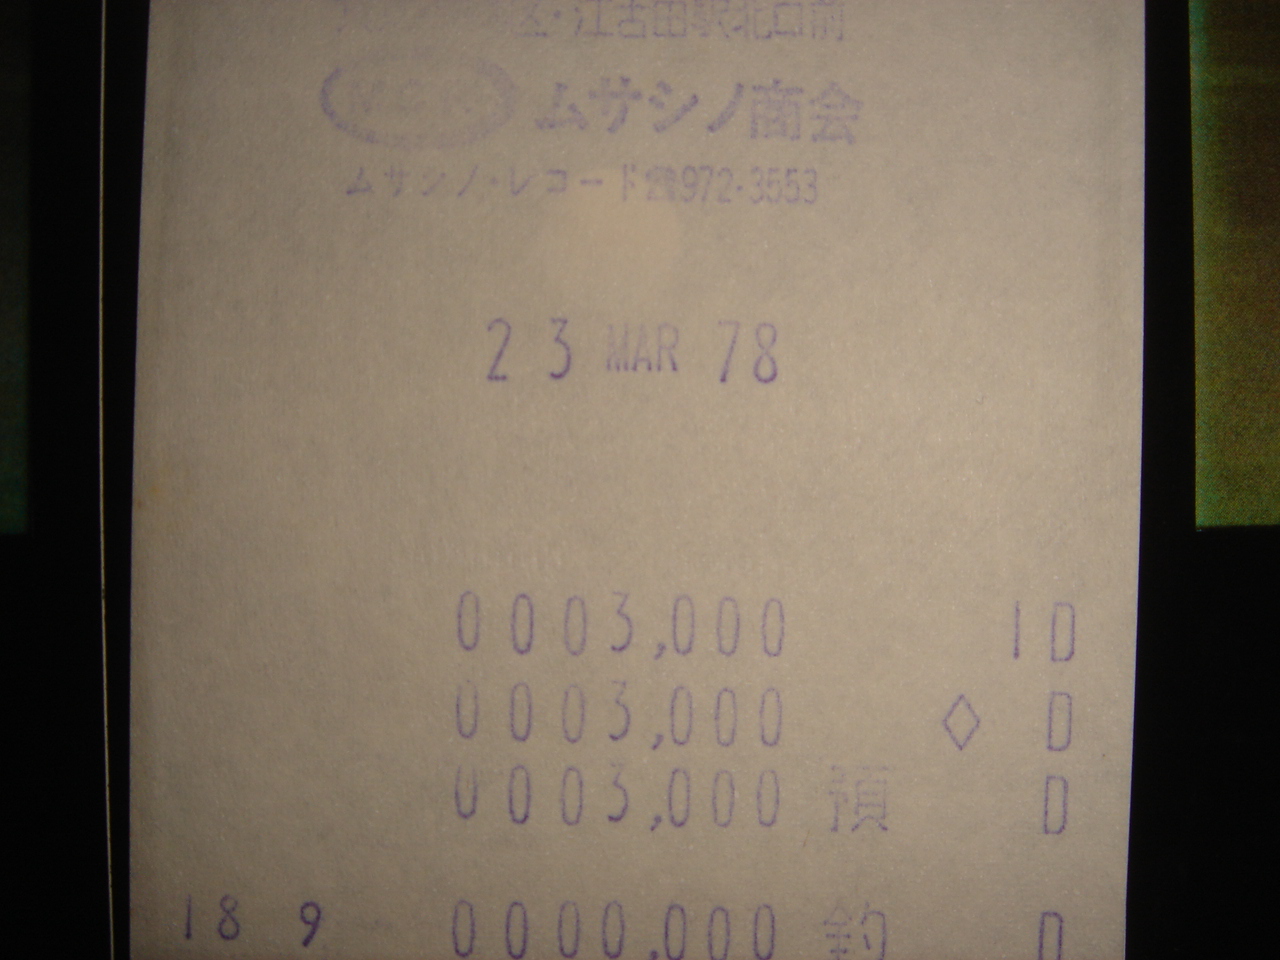 区・江古田駅北口前
ムサシノ商会
ムサシノ・レコード☎972・3553
23 MAR 78
0003,000 1D
0003,000 ◇ D
0003,000 預 D
18 9 0000,000 釣 D